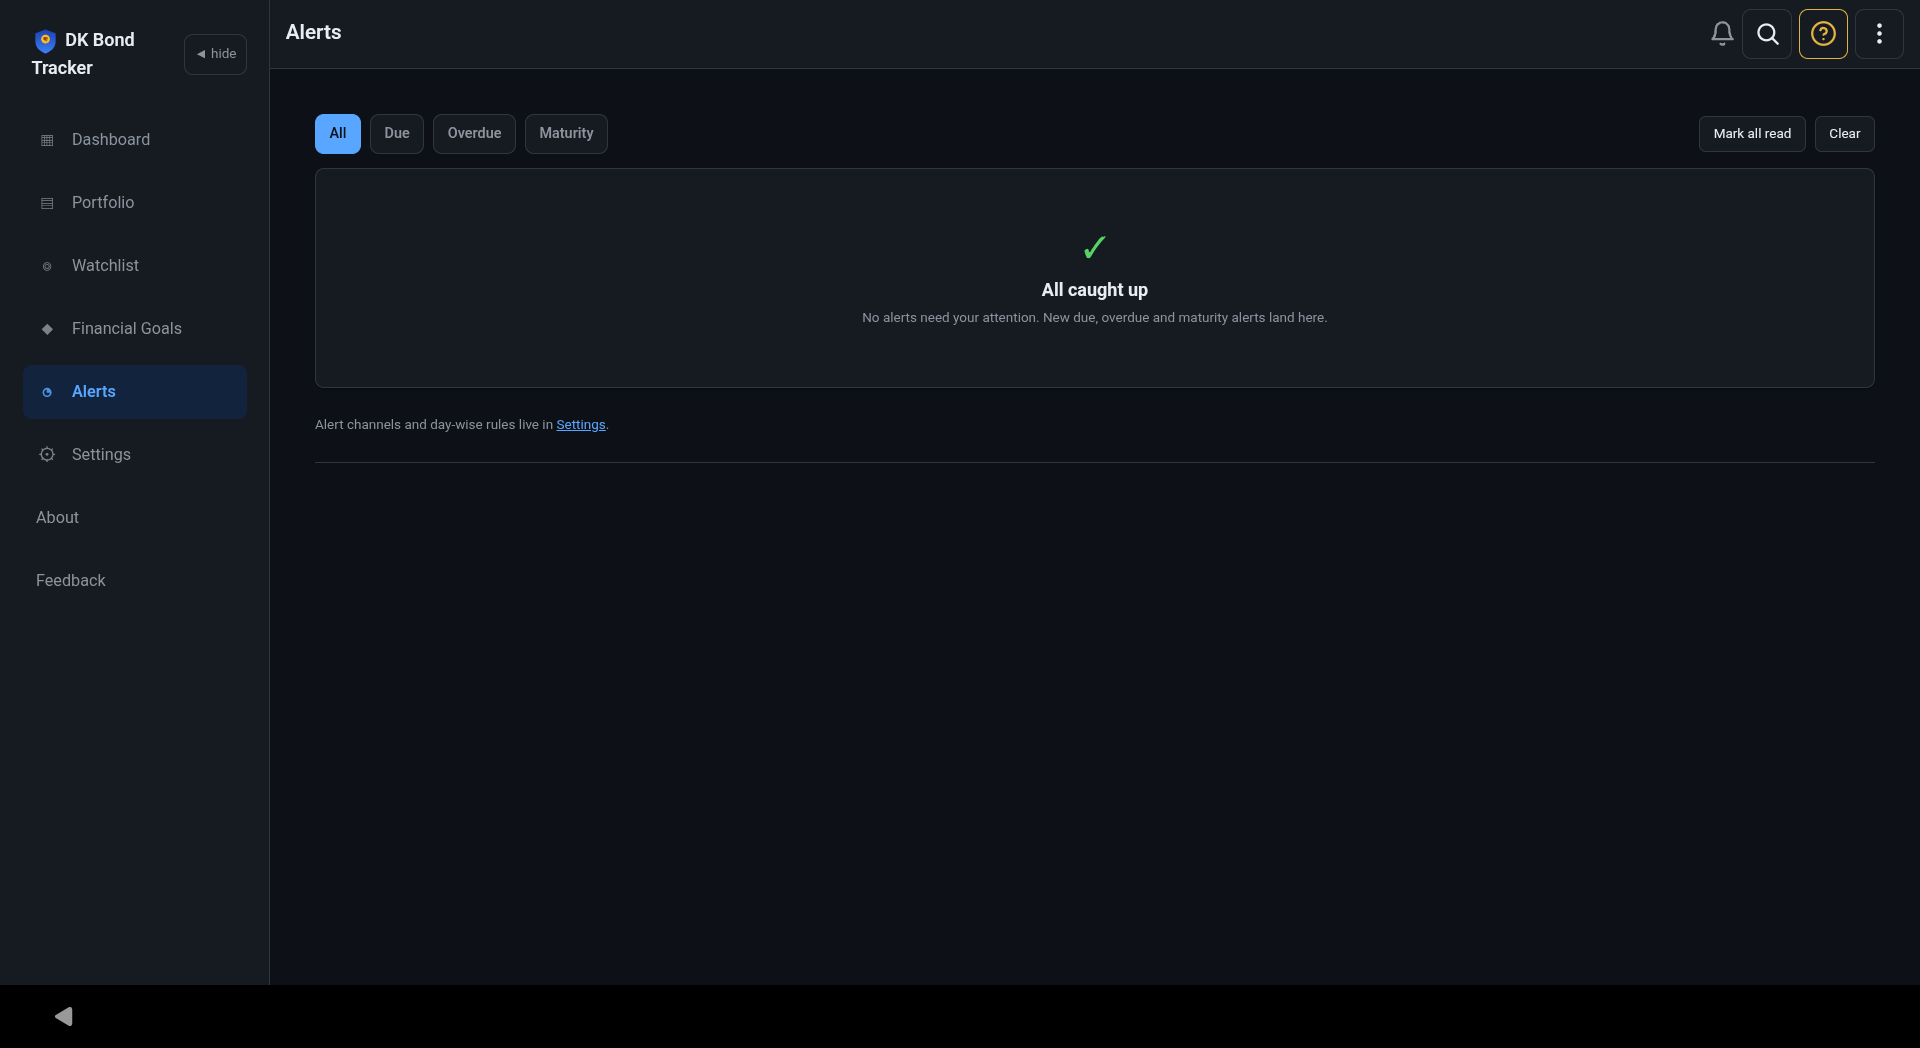 DK Bond
Tracker
◄ hide
Dashboard
Portfolio
Watchlist
Financial Goals
Alerts
Settings
About
Feedback
Alerts
All
Due
Overdue
Maturity
Mark all read
Clear
All caught up
No alerts need your attention. New due, overdue and maturity alerts land here.
Alert channels and day-wise rules live in Settings.